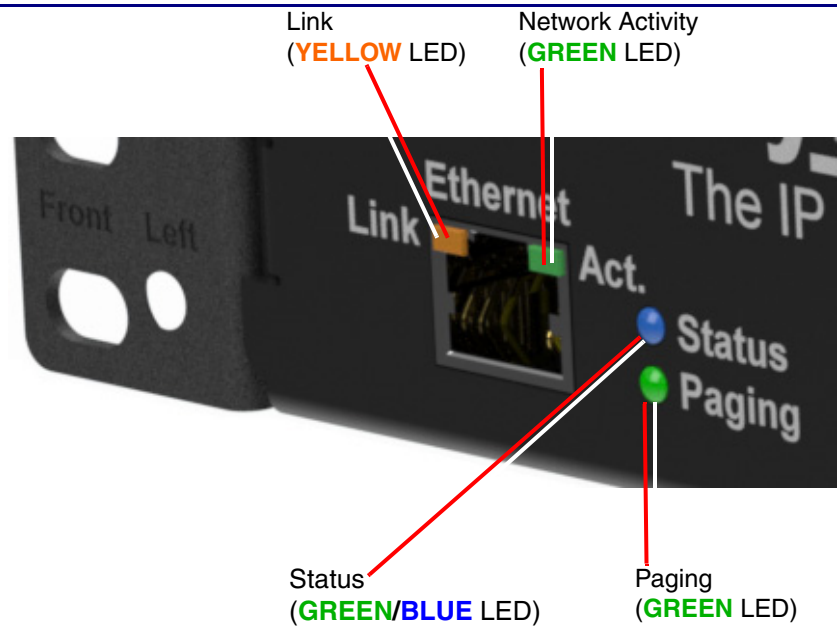 Link
(YELLOW LED)
Network Activity
(GREEN LED)
Front Left
Link
Ethernet
Act.
The IP
Status
Paging
Status
(GREEN/BLUE LED)
Paging
(GREEN LED)